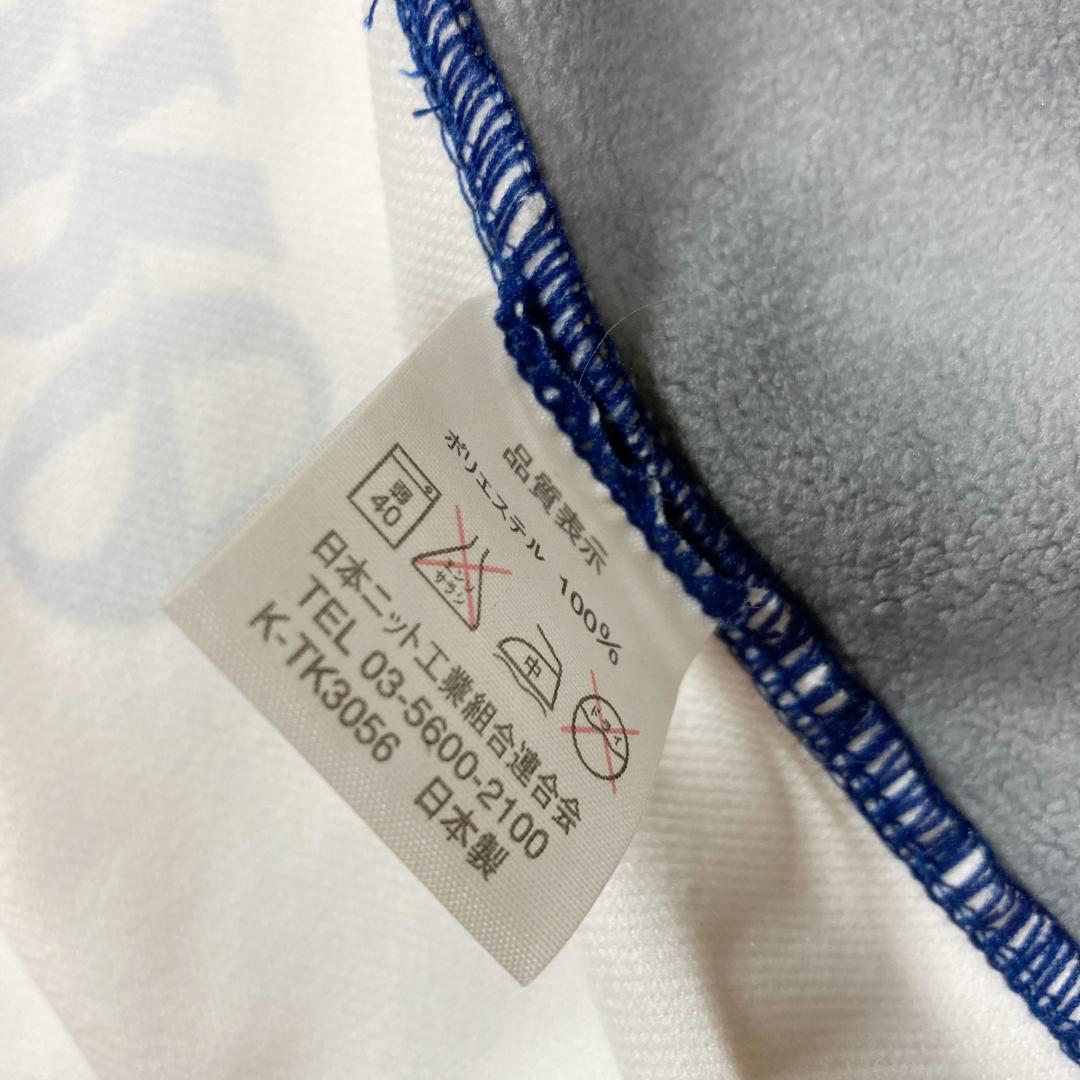 品質表示
ポリエステル 100%
弱
40
エンソ
サラシ
中
ドライ
日本ニット工業組合連合会
TEL 03-5600-2100
K-TK3056 日本製